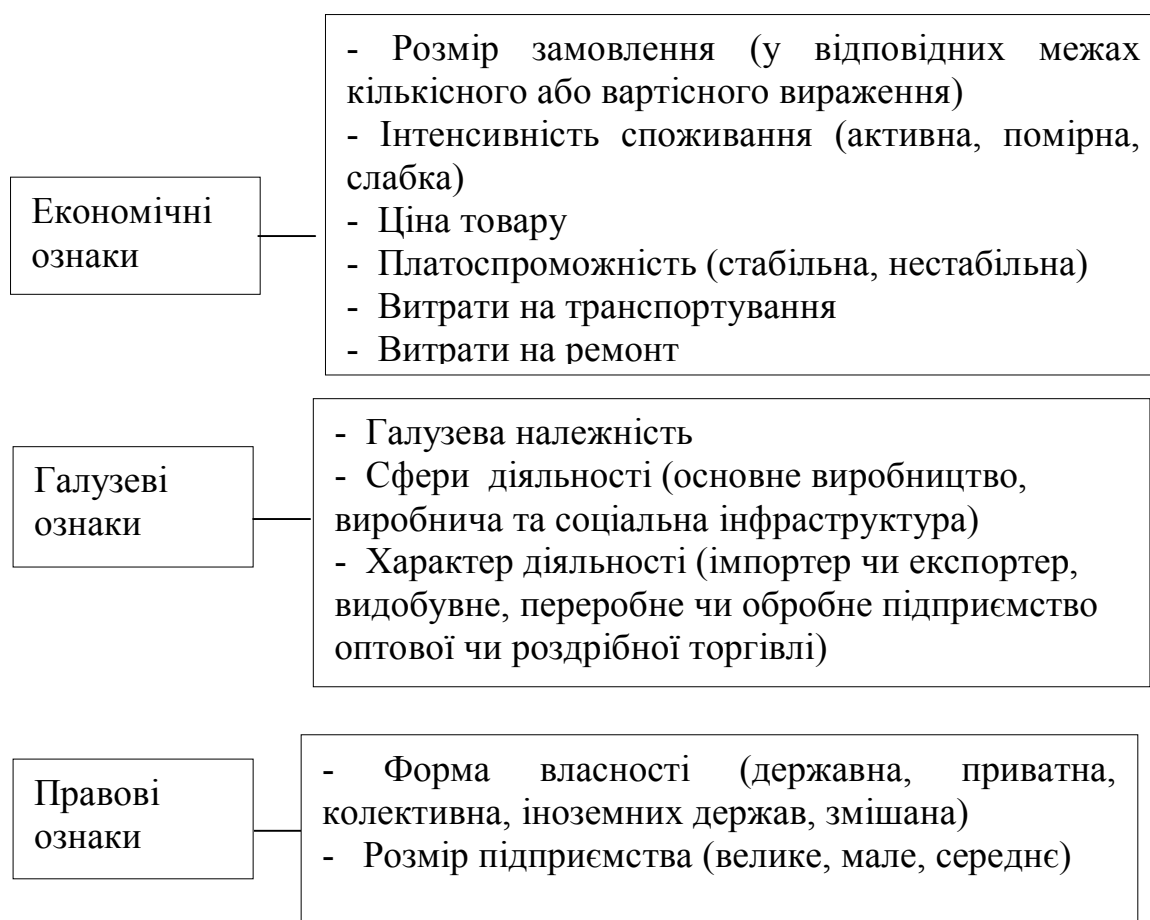 - Розмір замовлення (у відповідних межах
кількісного або вартісного вираження)
- Інтенсивність споживання (активна, помірна,
слабка)
- Ціна товару
- Платоспроможність (стабільна, нестабільна)
- Витрати на транспортування
- Витрати на ремонт
Економічні
ознаки
- Галузева належність
- Сфери діяльності (основне виробництво,
виробнича та соціальна інфраструктура)
- Характер діяльності (імпортер чи експортер,
видобувне, переробне чи обробне підприємство
оптової чи роздрібної торгівлі)
Галузеві
ознаки
- Форма власності (державна, приватна,
колективна, іноземних держав, змішана)
- Розмір підприємства (велике, мале, середнє)
Правові
ознаки